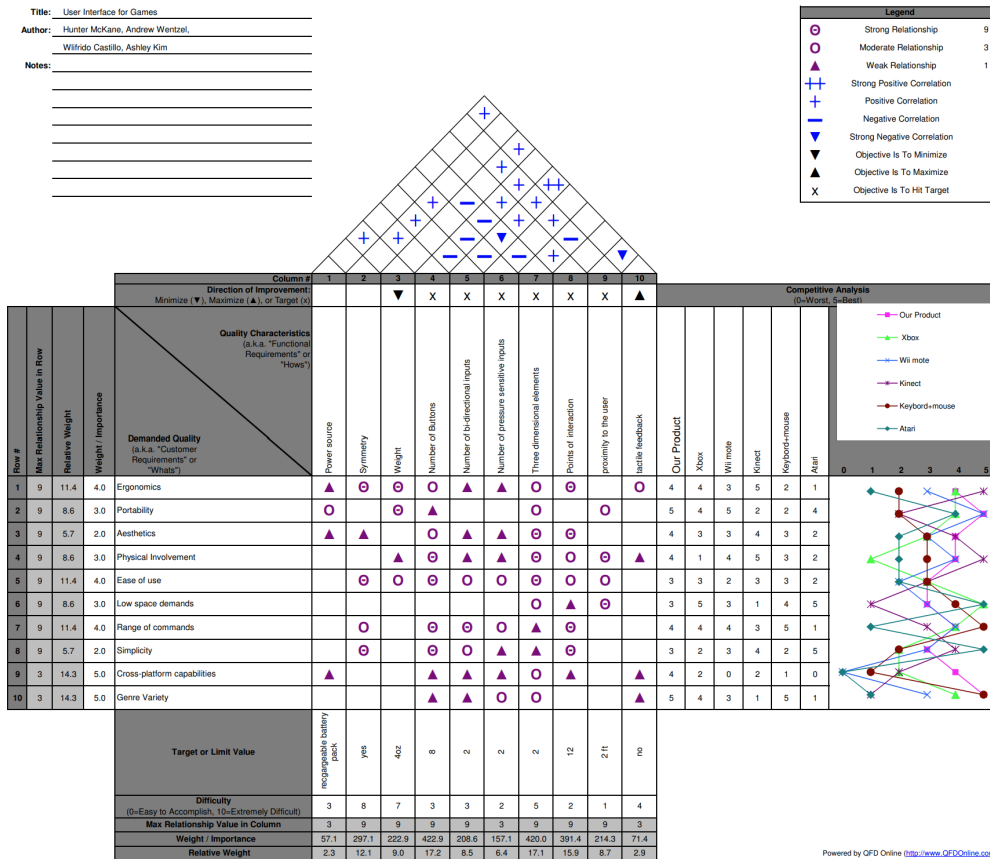 Title: User Interface for Games
Author: Hunter McKane, Andrew Wentzel,
Wlifrido Castillo, Ashley Kim
Notes:
Legend
Strong Relationship 9
Moderate Relationship 3
Weak Relationship 1
Strong Positive Correlation
Positive Correlation
Negative Correlation
Strong Negative Correlation
Objective Is To Minimize
Objective Is To Maximize
X Objective Is To Hit Target
Column # 1 2 3 4 5 6 7 8 9 10
Direction of Improvement:
Minimize (▼), Maximize (▲), or Target (x)
▼ X X X X X X ▲
Competitive Analysis
(0=Worst, 5=Best)
Row #
Max Relationship Value in Row
Relative Weight
Weight / Importance
Quality Characteristics
(a.k.a. "Functional
Requirements" or
"Hows")
Demanded Quality
(a.k.a. "Customer
Requirements" or
"Whats")
Power source
Symmetry
Weight
Number of Buttons
Number of bi-directional inputs
Number of pressure sensitive inputs
Three dimensional elements
Points of interaction
proximity to the user
tactile feedback
Our Product
Xbox
Wii mote
Kinect
Keybord+mouse
Atari
Our Product
Xbox
Wii mote
Kinect
Keybord+mouse
Atari
0 1 2 3 4 5
1 9 11.4 4.0 Ergonomics ▲ Θ Θ O ▲ ▲ O Θ O 4 4 3 5 2 1
2 9 8.6 3.0 Portability O Θ ▲ O O 5 4 5 2 2 4
3 9 5.7 2.0 Aesthetics ▲ ▲ O ▲ ▲ Θ Θ 4 3 3 4 3 2
4 9 8.6 3.0 Physical Involvement ▲ Θ ▲ ▲ Θ O Θ ▲ 4 1 4 5 3 2
5 9 11.4 4.0 Ease of use Θ O Θ O O Θ O O 3 3 2 3 3 2
6 9 8.6 3.0 Low space demands O ▲ Θ 3 5 3 1 4 5
7 9 11.4 4.0 Range of commands O Θ Θ O ▲ Θ 4 4 4 3 5 1
8 9 5.7 2.0 Simplicity Θ Θ O ▲ ▲ Θ 3 2 3 4 2 5
9 3 14.3 5.0 Cross-platform capabilities ▲ ▲ ▲ ▲ O ▲ ▲ 4 2 0 2 1 0
10 3 14.3 5.0 Genre Variety ▲ ▲ O O ▲ 5 4 3 1 5 1
Target or Limit Value
recgargeable battery
pack
yes
4oz
8
2
2
2
12
2 ft
no
Difficulty
(0=Easy to Accomplish, 10=Extremely Difficult)
3 8 7 3 3 2 5 2 1 4
Max Relationship Value in Column 3 9 9 9 9 3 9 9 9 3
Weight / Importance 57.1 297.1 222.9 422.9 208.6 157.1 420.0 391.4 214.3 71.4
Relative Weight 2.3 12.1 9.0 17.2 8.5 6.4 17.1 15.9 8.7 2.9
Powered by QFD Online (http://www.QFDOnline.com